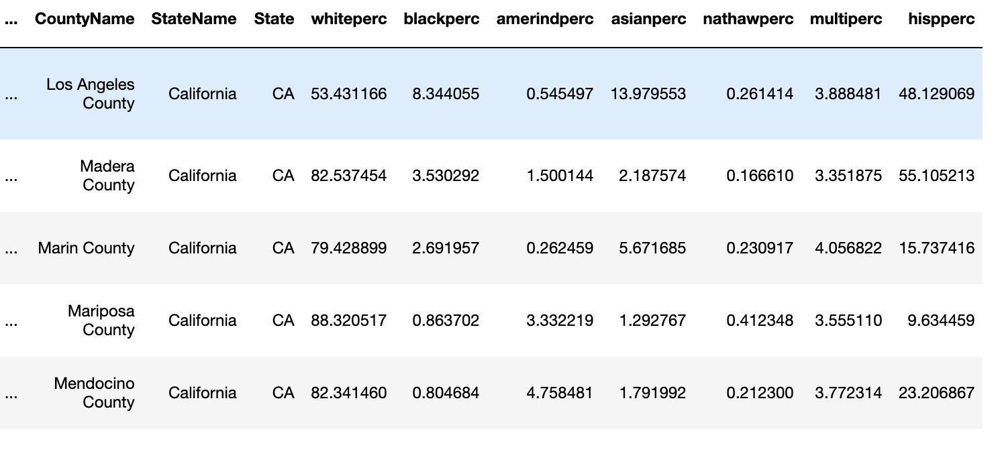 ... CountyName StateName State whiteperc blackperc amerindperc asianperc nathawperc multiperc hispperc
... Los Angeles County California CA 53.431166 8.344055 0.545497 13.979553 0.261414 3.888481 48.129069
... Madera County California CA 82.537454 3.530292 1.500144 2.187574 0.166610 3.351875 55.105213
... Marin County California CA 79.428899 2.691957 0.262459 5.671685 0.230917 4.056822 15.737416
... Mariposa County California CA 88.320517 0.863702 3.332219 1.292767 0.412348 3.555110 9.634459
... Mendocino County California CA 82.341460 0.804684 4.758481 1.791992 0.212300 3.772314 23.206867